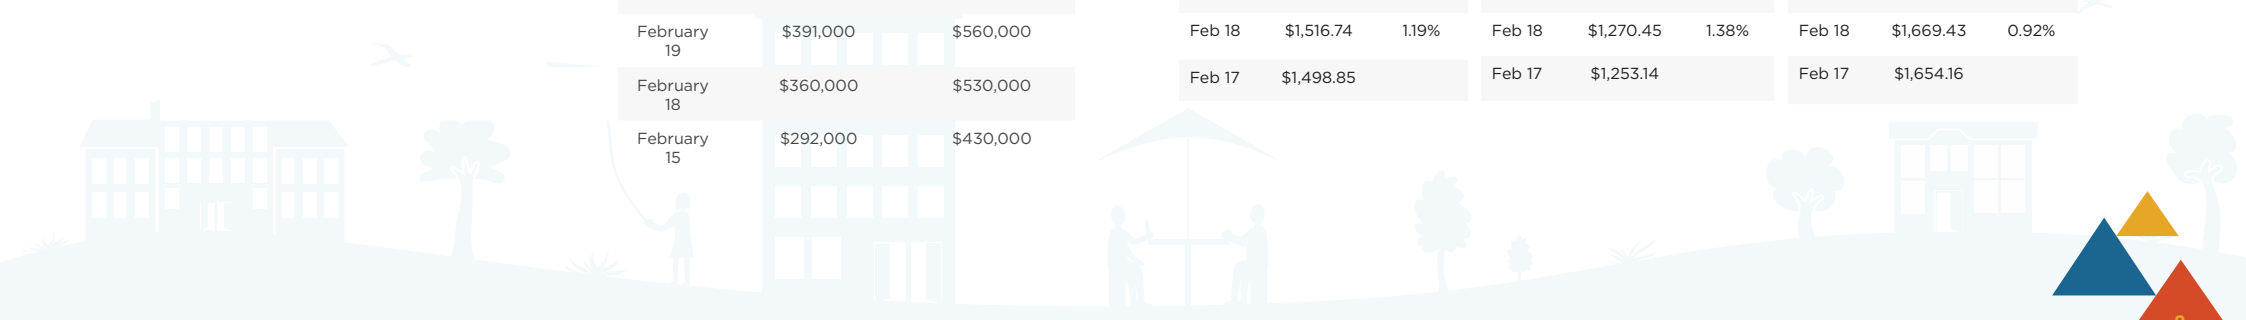 February $391,000 $560,000
19
February $360,000 $530,000
18
February $292,000 $430,000
15
Feb 18 $1,516.74 1.19%
Feb 17 $1,498.85
Feb 18 $1,270.45 1.38%
Feb 17 $1,253.14
Feb 18 $1,669.43 0.92%
Feb 17 $1,654.16